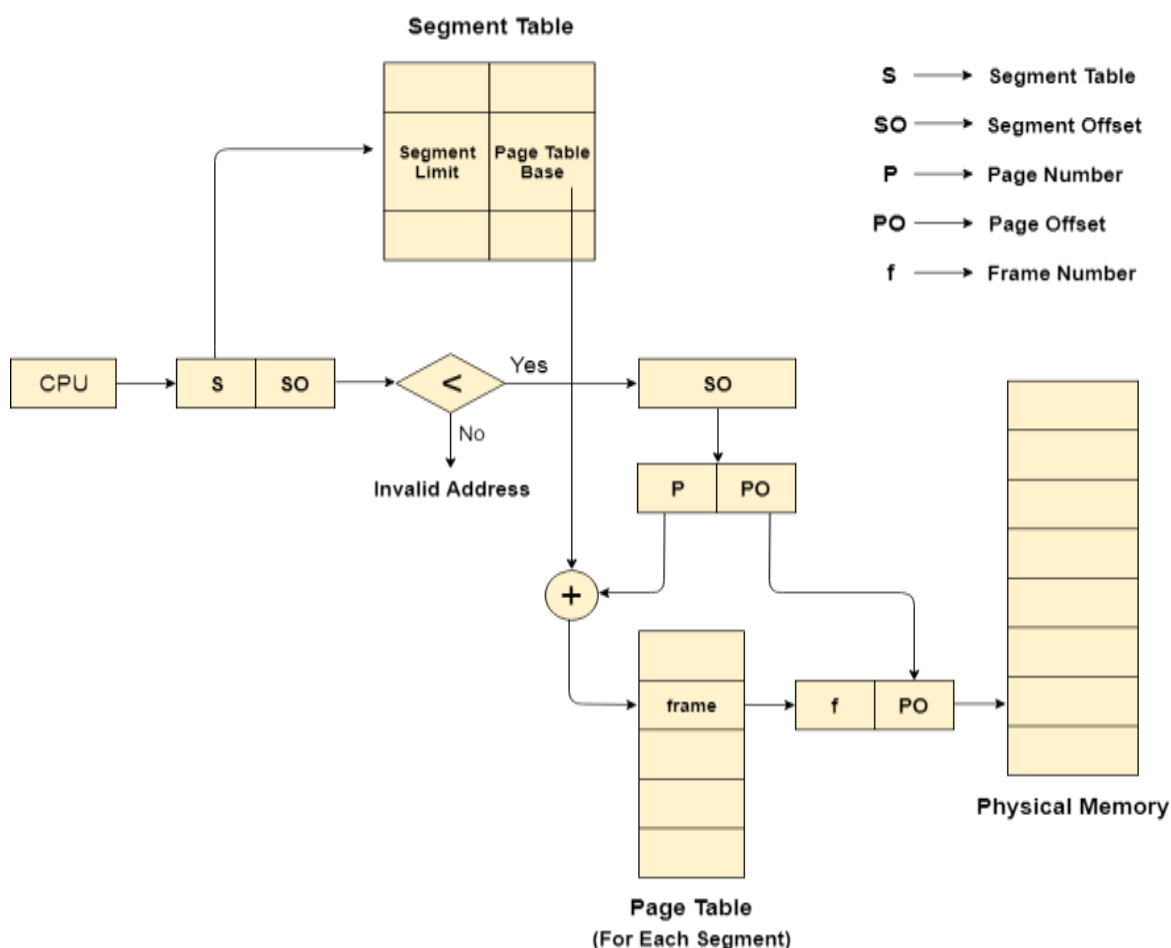 Segment Table
Segment
Limit
Page Table
Base
S
Segment Table
SO
Segment Offset
P
Page Number
PO
Page Offset
f
Frame Number
CPU
S
SO
<
Yes
SO
No
Invalid Address
P
PO
+
frame
f
PO
Physical Memory
Page Table
(For Each Segment)